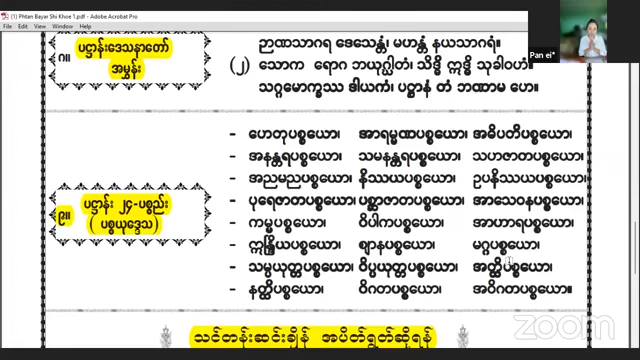 Phtan Bayar Shi Khoe 1.pdf - Adobe Acrobat Pro
File Edit View Window
Pan ei*
၈။ ပဋ္ဌာန်းဒေသနာတော်
အမွှန်း
ဉာဏသာဂရ ဒေသေန္တံ၊ မဟန္တံ နယသာဂရံ။
(၂) သောက ရောဂ ဘယုဂ္ဃါတံ၊ သိဒ္ဓိ ဣဒ္ဓိ သုခါဝဟံ။
သဂ္ဂမောက္ခဿ ဒါယကံ၊ ပဋ္ဌာနံ တံ ဘဏာမ ဟေ။
၉။ ပဋ္ဌာန်း ၂၄-ပစ္စည်း
(ပစ္စယုဒ္ဒေသ)
- ဟေတုပစ္စယော၊ အာရမ္မဏပစ္စယော၊ အဓိပတိပစ္စယော၊
- အနန္တရပစ္စယော၊ သမနန္တရပစ္စယော၊ သဟဇာတပစ္စယော၊
- အညမညပစ္စယော၊ နိဿယပစ္စယော၊ ဥပနိဿယပစ္စယော၊
- ပုရေဇာတပစ္စယော၊ ပစ္ဆာဇာတပစ္စယော၊ အာသေဝနပစ္စယော၊
- ကမ္မပစ္စယော၊ ဝိပါကပစ္စယော၊ အာဟာရပစ္စယော၊
- ဣန္ဒြိယပစ္စယော၊ ဈာနပစ္စယော၊ မဂ္ဂပစ္စယော၊
- သမ္ပယုတ္တပစ္စယော၊ ဝိပ္ပယုတ္တပစ္စယော၊ အတ္ထိပစ္စယော၊
- နတ္ထိပစ္စယော၊ ဝိဂတပစ္စယော၊ အဝိဂတပစ္စယော။
သင်တန်းဆင်းချိန် အပိတ်ရွတ်ဆိုရန်
zoom